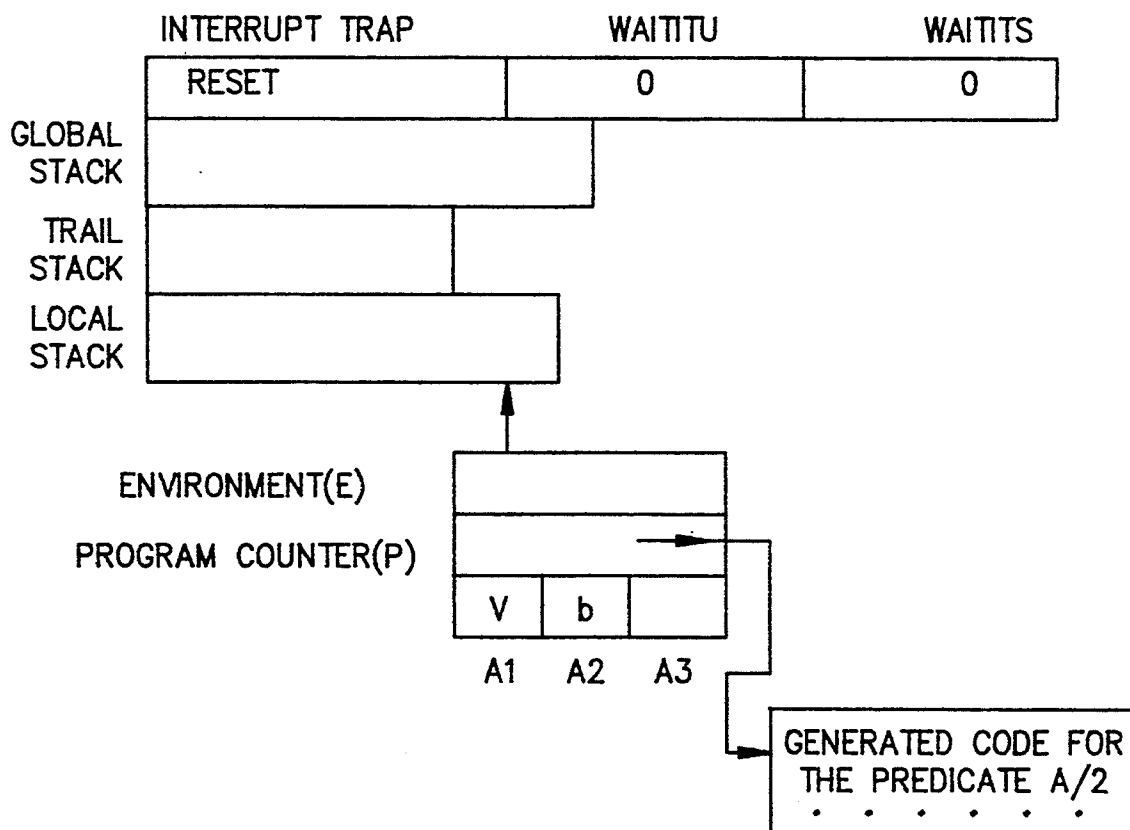 INTERRUPT TRAP WAITITU WAITITS
RESET 0 0
GLOBAL
STACK
TRAIL
STACK
LOCAL
STACK
ENVIRONMENT(E)
PROGRAM COUNTER(P)
V b
A1 A2 A3
GENERATED CODE FOR
THE PREDICATE A/2
. . . . . .